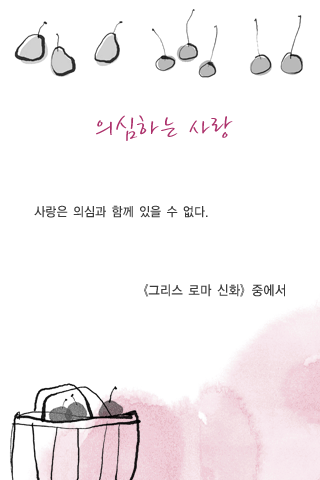 의심하는 사랑
사랑은 의심과 함께 있을 수 없다.
《그리스 로마 신화》 중에서